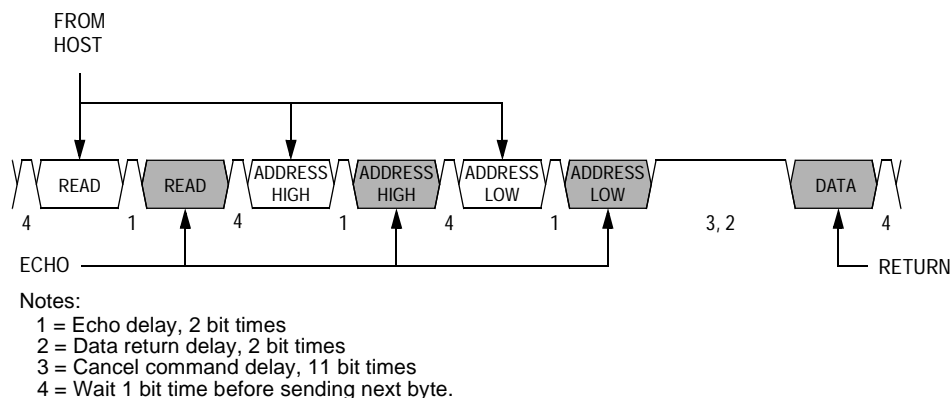 FROM
HOST
READ
READ
ADDRESS
HIGH
ADDRESS
HIGH
ADDRESS
LOW
ADDRESS
LOW
DATA
4 1 4 1 4 1 3, 2 4
ECHO
RETURN
Notes:
1 = Echo delay, 2 bit times
2 = Data return delay, 2 bit times
3 = Cancel command delay, 11 bit times
4 = Wait 1 bit time before sending next byte.